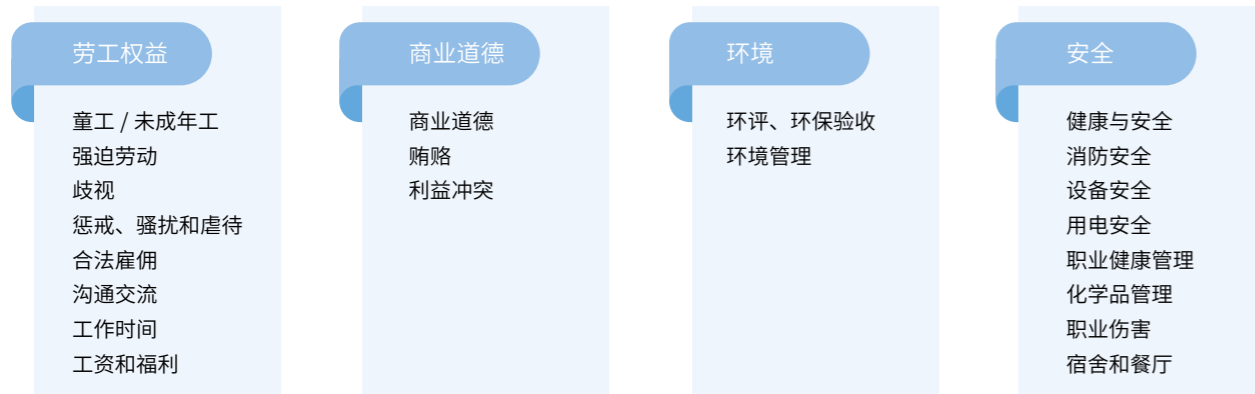 劳工权益
童工 / 未成年工
强迫劳动
歧视
惩戒、骚扰和虐待
合法雇佣
沟通交流
工作时间
工资和福利
商业道德
商业道德
贿赂
利益冲突
环境
环评、环保验收
环境管理
安全
健康与安全
消防安全
设备安全
用电安全
职业健康管理
化学品管理
职业伤害
宿舍和餐厅